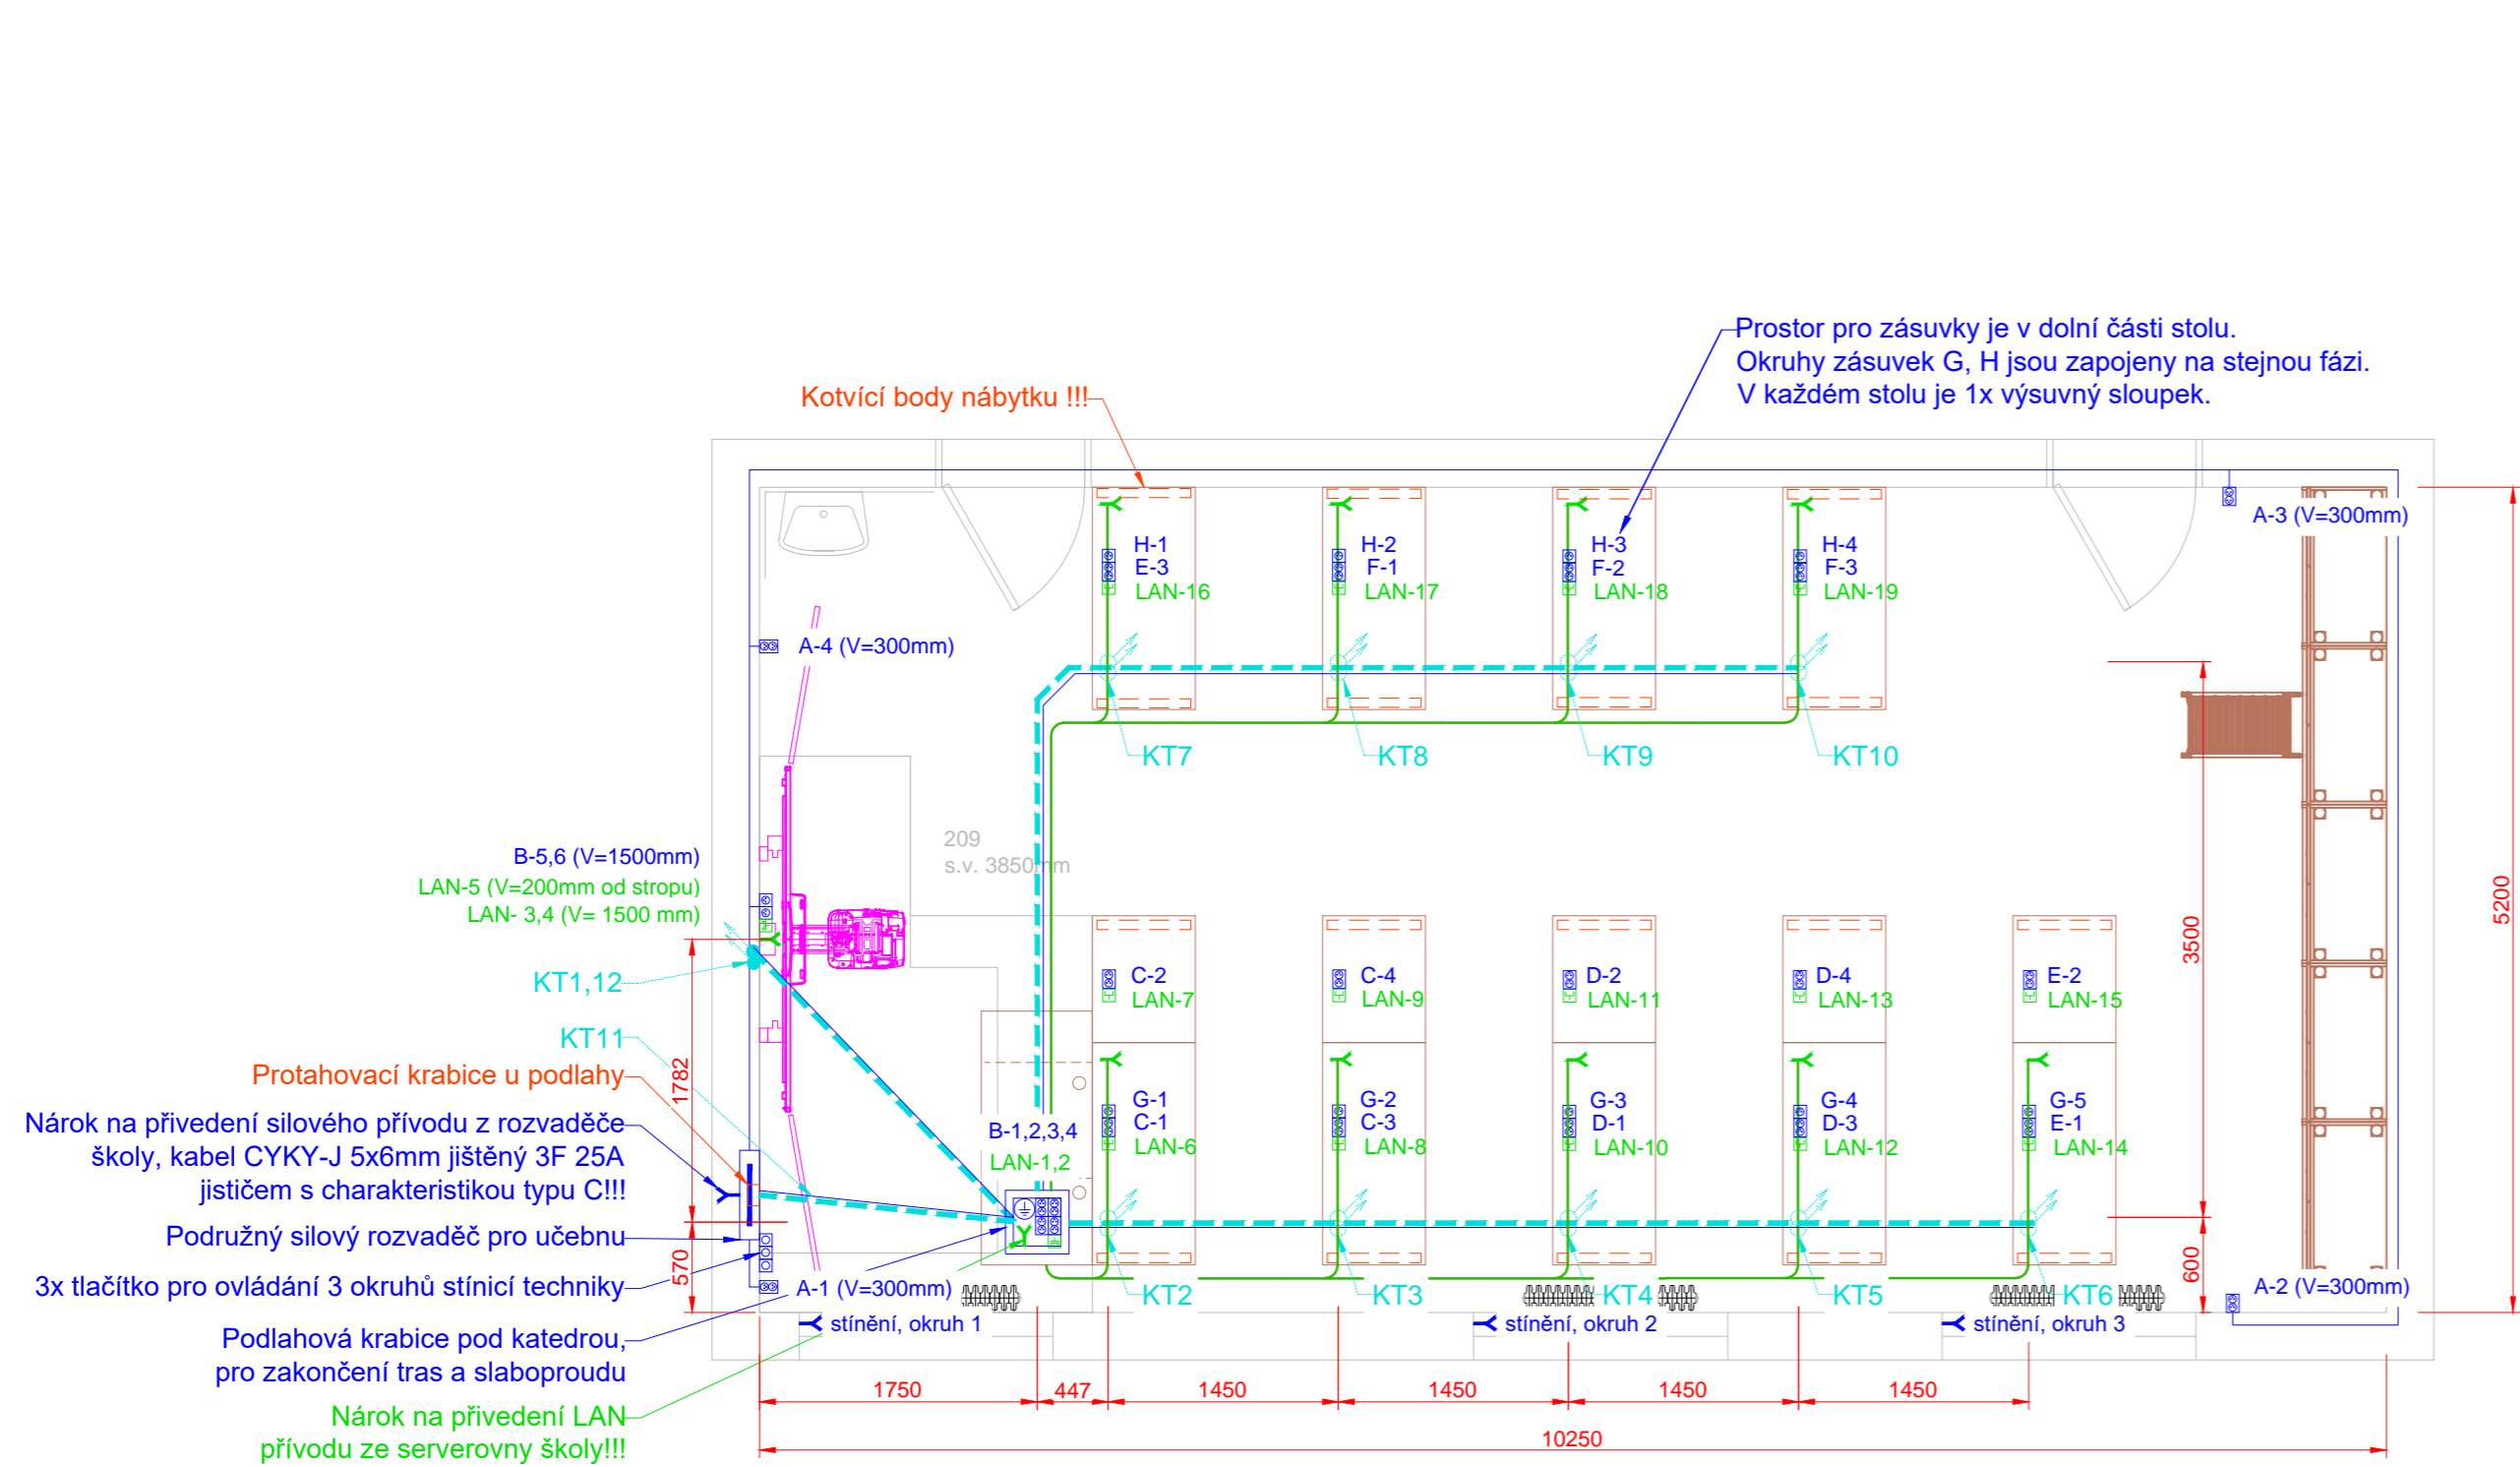 Prostor pro zásuvky je v dolní části stolu.
Okruhy zásuvek G, H jsou zapojeny na stejnou fázi.
V každém stolu je 1x výsuvný sloupek.
Kotvící body nábytku !!!
A-3 (V=300mm)
H-1
E-3
LAN-16
H-2
F-1
LAN-17
H-3
F-2
LAN-18
H-4
F-3
LAN-19
A-4 (V=300mm)
KT7
KT8
KT9
KT10
209
s.v. 3850mm
B-5,6 (V=1500mm)
LAN-5 (V=200mm od stropu)
LAN- 3,4 (V= 1500 mm)
5200
3500
KT1,12
C-2
LAN-7
C-4
LAN-9
D-2
LAN-11
D-4
LAN-13
E-2
LAN-15
KT11
Protahovací krabice u podlahy
1782
Nárok na přivedení silového přívodu z rozvaděče
školy, kabel CYKY-J 5x6mm jištěný 3F 25A
jističem s charakteristikou typu C!!!
B-1,2,3,4
LAN-1,2
G-1
C-1
LAN-6
G-2
C-3
LAN-8
G-3
D-1
LAN-10
G-4
D-3
LAN-12
G-5
E-1
LAN-14
Podružný silový rozvaděč pro učebnu
570
600
3x tlačítko pro ovládání 3 okruhů stínicí techniky
A-1 (V=300mm)
KT2
KT3
KT4
KT5
KT6
A-2 (V=300mm)
stínění, okruh 1
stínění, okruh 2
stínění, okruh 3
Podlahová krabice pod katedrou,
pro zakončení tras a slaboproudu
1750
447
1450
1450
1450
1450
Nárok na přivedení LAN
přívodu ze serverovny školy!!!
10250